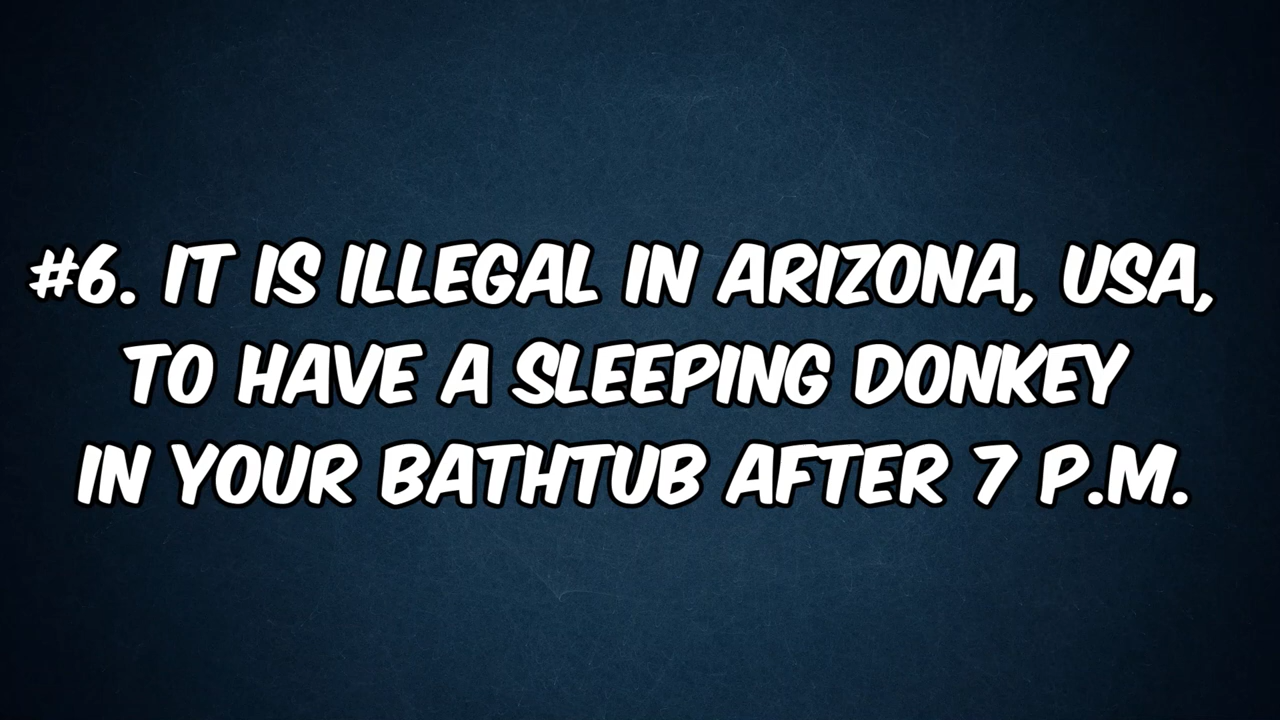 #6. IT IS ILLEGAL IN ARIZONA, USA,
TO HAVE A SLEEPING DONKEY
IN YOUR BATHTUB AFTER 7 P.M.